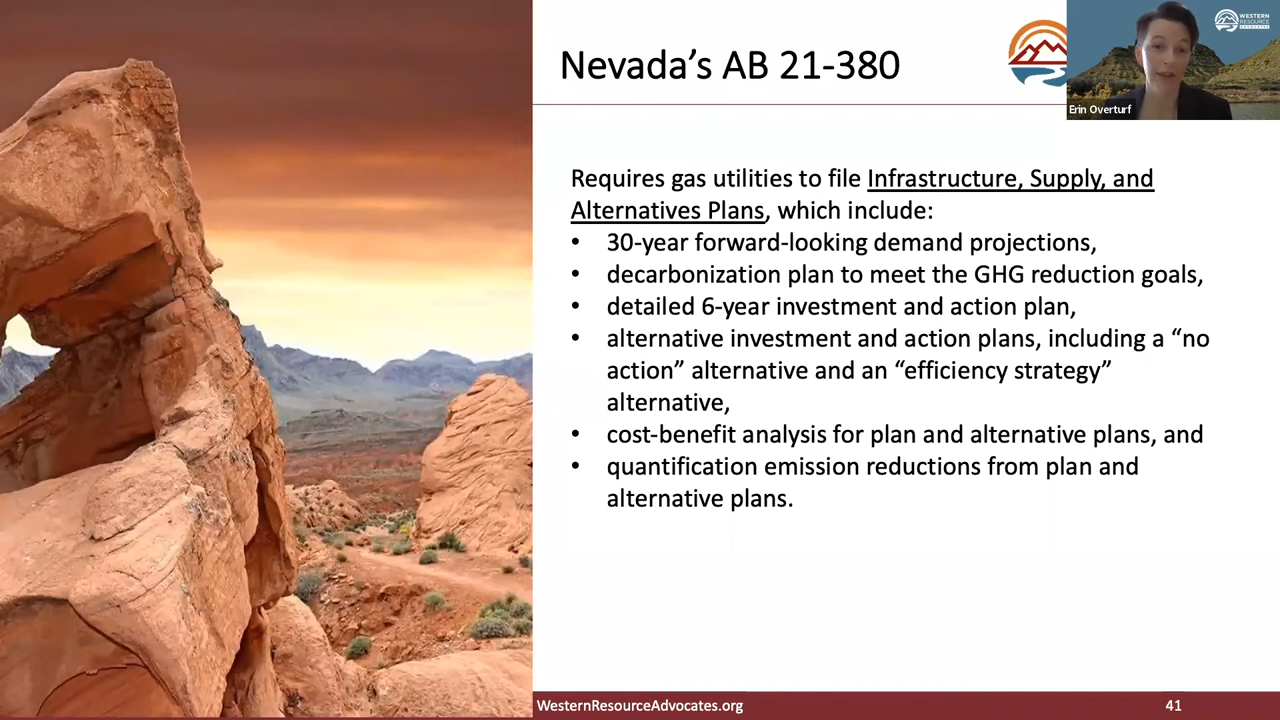 Nevada’s AB 21-380
WESTERN
RESOURCE
ADVOCATES
Erin Overturf
Requires gas utilities to file Infrastructure, Supply, and
Alternatives Plans, which include:
• 30-year forward-looking demand projections,
• decarbonization plan to meet the GHG reduction goals,
• detailed 6-year investment and action plan,
• alternative investment and action plans, including a “no
action” alternative and an “efficiency strategy”
alternative,
• cost-benefit analysis for plan and alternative plans, and
• quantification emission reductions from plan and
alternative plans.
WesternResourceAdvocates.org
41